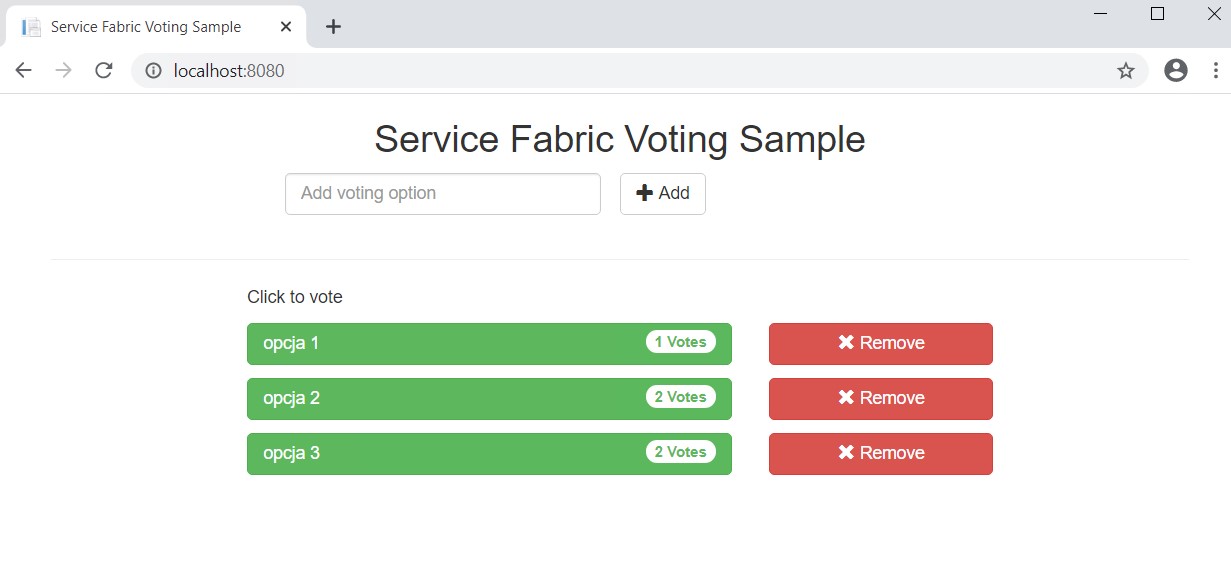 Service Fabric Voting Sample
localhost:8080
Service Fabric Voting Sample
Add voting option
Add
Click to vote
opcja 1 1 Votes Remove
opcja 2 2 Votes Remove
opcja 3 2 Votes Remove